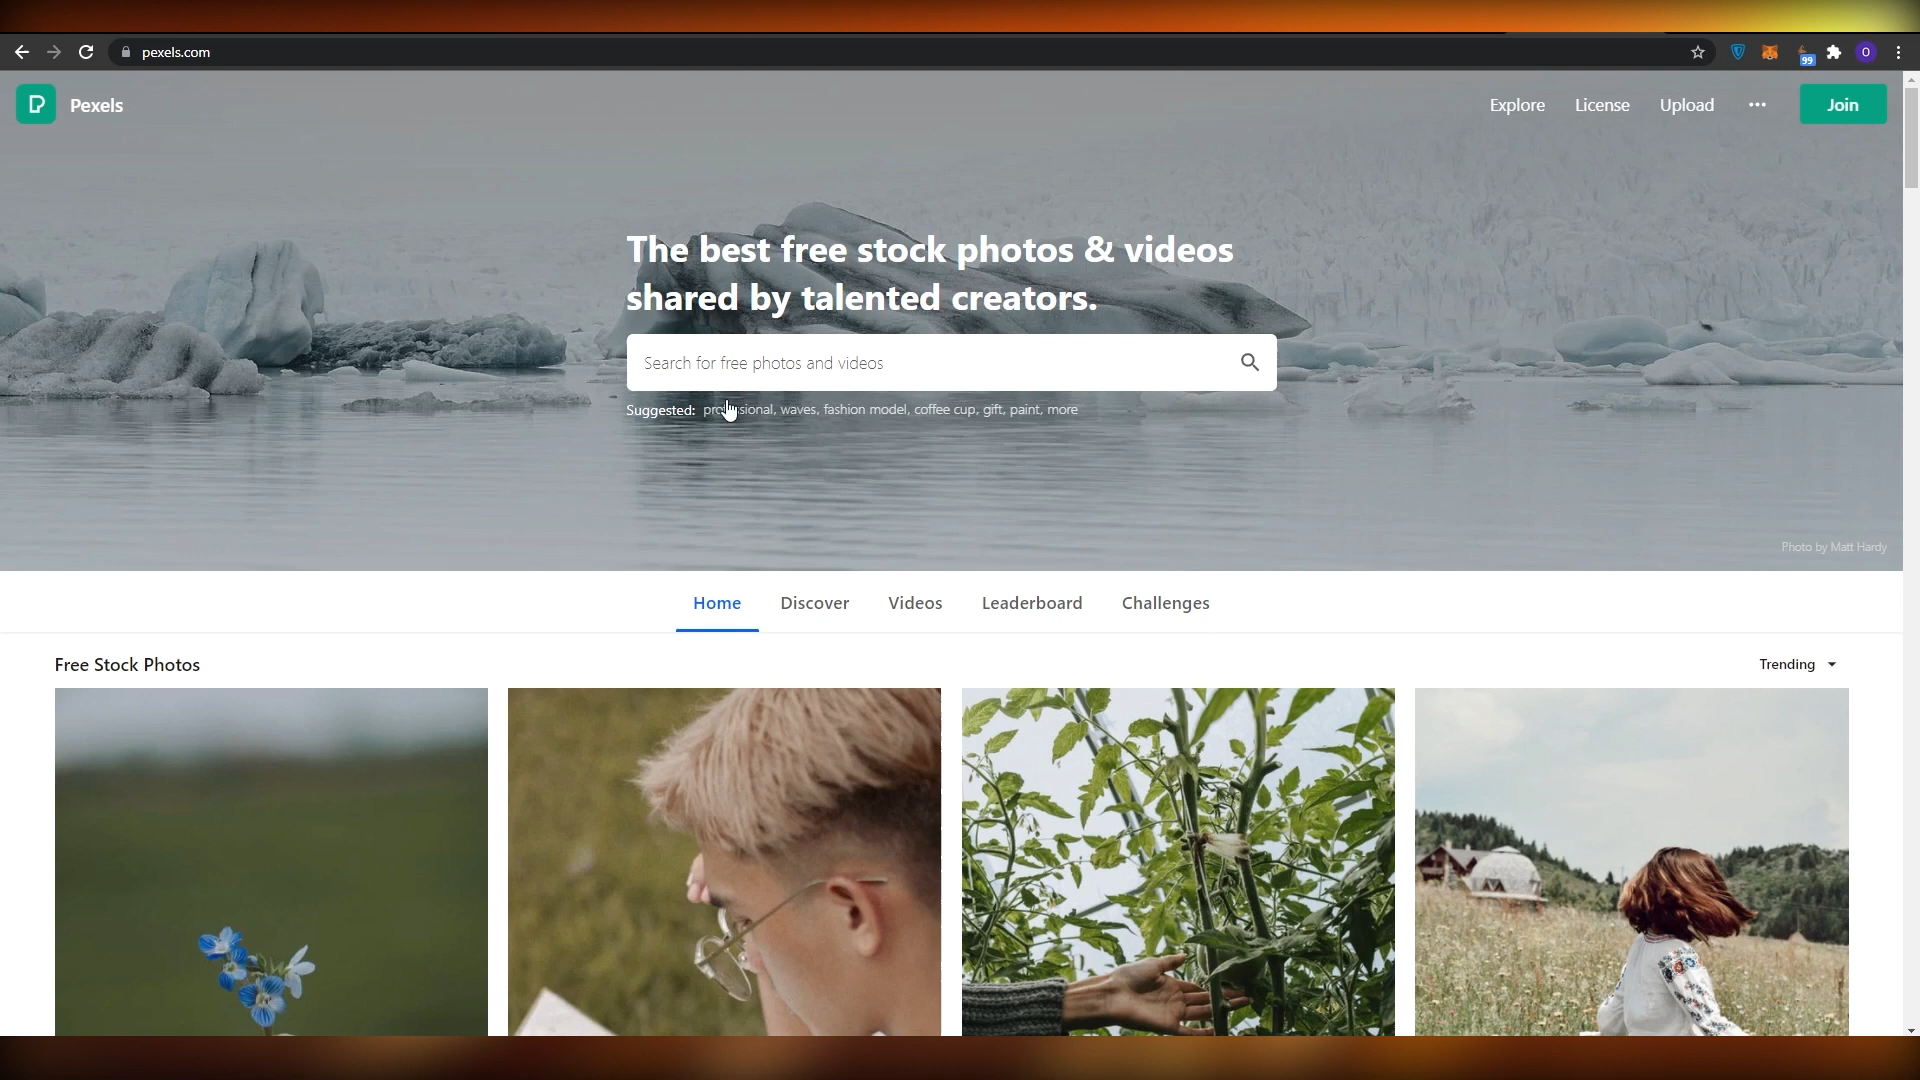 pexels.com
99
O
Pexels
Explore
License
Upload
Join
The best free stock photos & videos
shared by talented creators.
Search for free photos and videos
Suggested: waves, fashion model, coffee cup, gift, paint, more
Photo by Matt Hardy
Home
Discover
Videos
Leaderboard
Challenges
Free Stock Photos
Trending